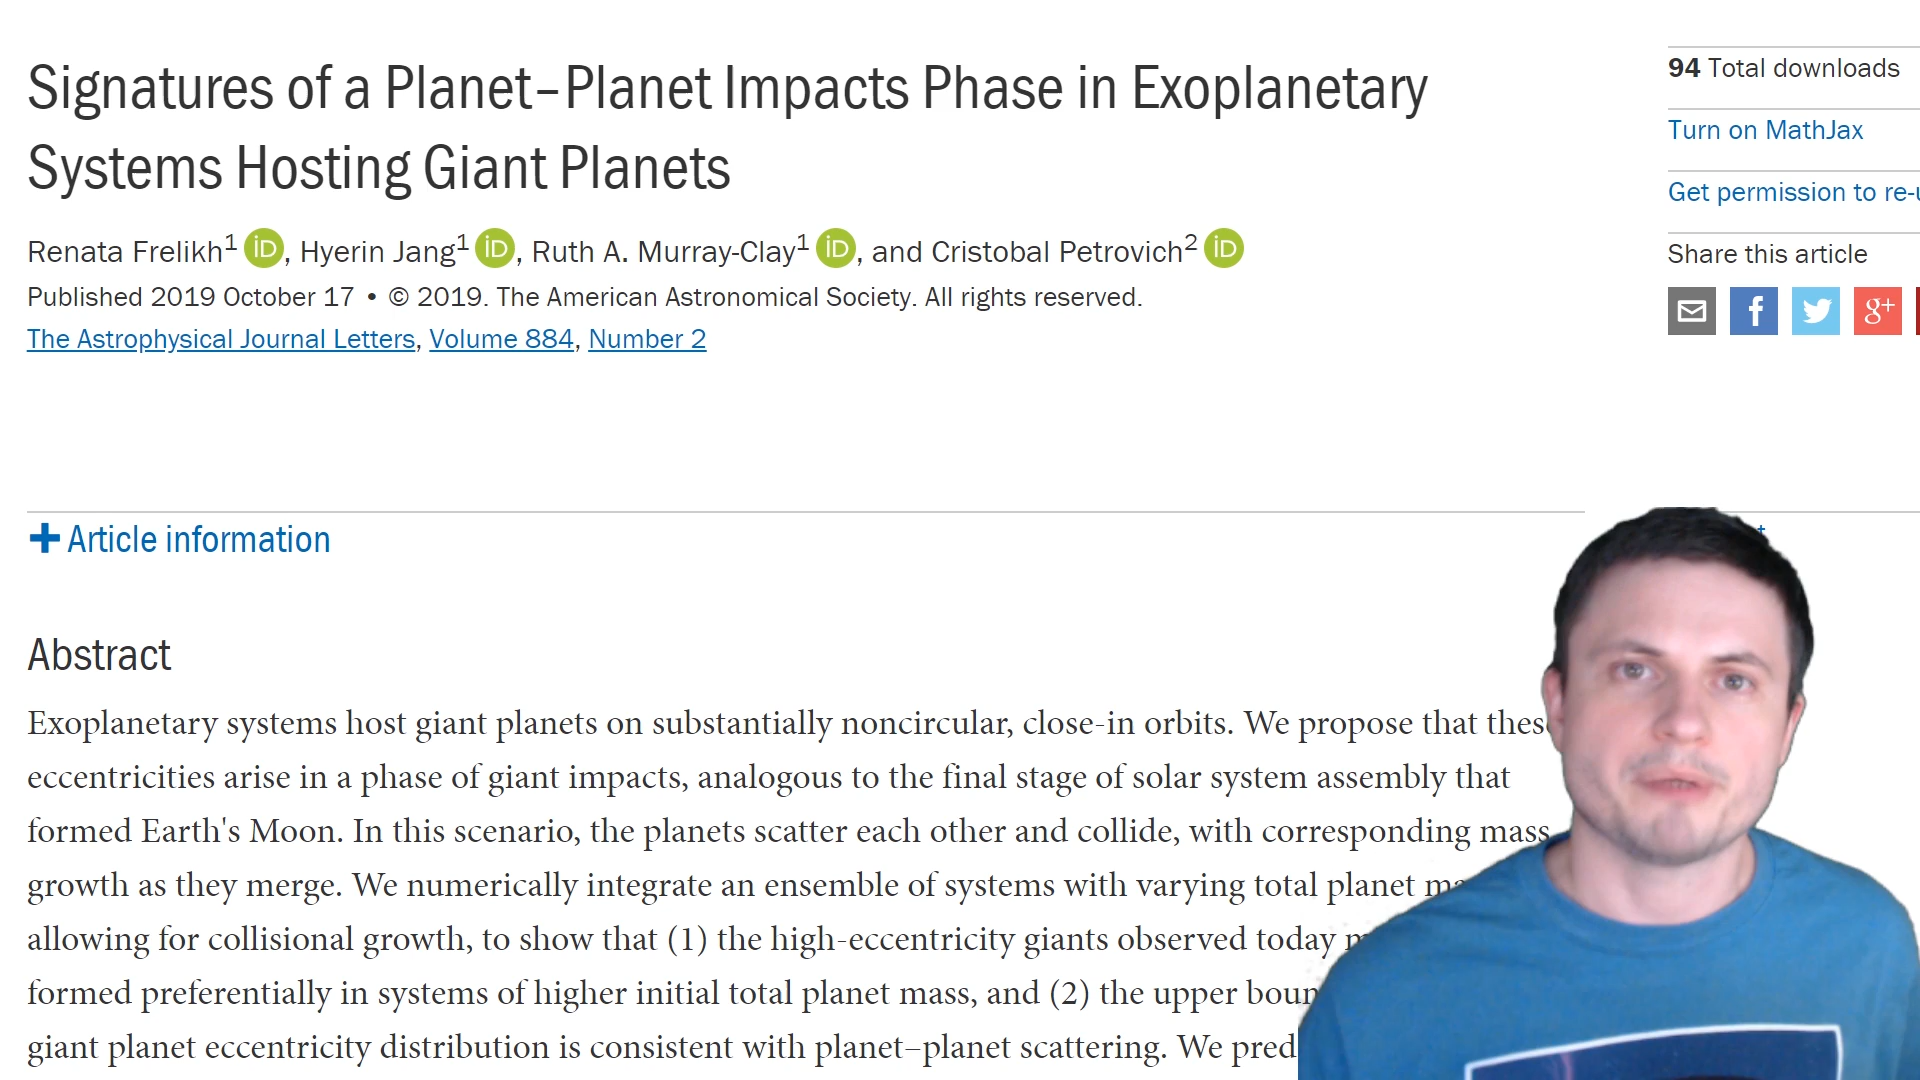 Signatures of a Planet–Planet Impacts Phase in Exoplanetary
Systems Hosting Giant Planets
Renata Frelikh1 iD, Hyerin Jang1 iD, Ruth A. Murray-Clay1 iD, and Cristobal Petrovich2 iD
Published 2019 October 17 • © 2019. The American Astronomical Society. All rights reserved.
The Astrophysical Journal Letters, Volume 884, Number 2
94 Total downloads
Turn on MathJax
Get permission to re-u
Share this article
f g+
+ Article information
Abstract
Exoplanetary systems host giant planets on substantially noncircular, close-in orbits. We propose that these
eccentricities arise in a phase of giant impacts, analogous to the final stage of solar system assembly that
formed Earth's Moon. In this scenario, the planets scatter each other and collide, with corresponding mass
growth as they merge. We numerically integrate an ensemble of systems with varying total planet
allowing for collisional growth, to show that (1) the high-eccentricity giants observed today
formed preferentially in systems of higher initial total planet mass, and (2) the upper boun
giant planet eccentricity distribution is consistent with planet–planet scattering. We pred